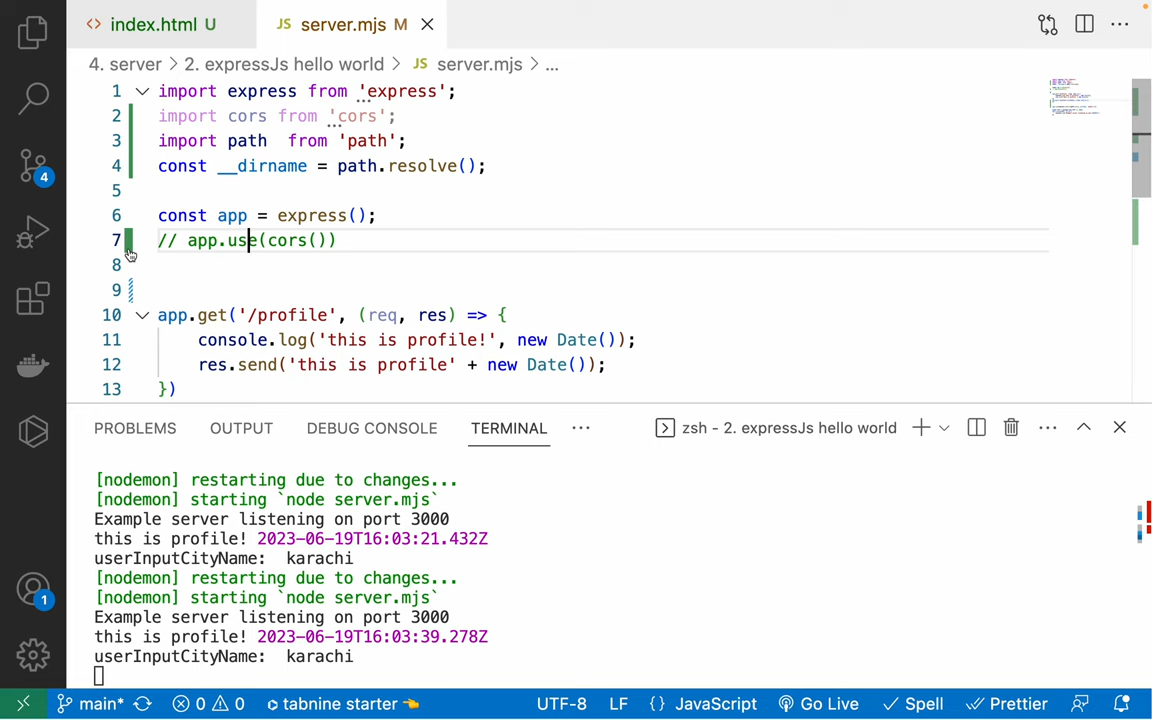 <> index.html U
JS server.mjs M
4. server > 2. expressJs hello world > JS server.mjs > ...
1 import express from 'express';
2 import cors from 'cors';
3 import path  from 'path';
4 const __dirname = path.resolve();
5
6 const app = express();
7 // app.use(cors())
8
9
10 app.get('/profile', (req, res) => {
11 console.log('this is profile!', new Date());
12 res.send('this is profile' + new Date());
13 })
4
PROBLEMS OUTPUT DEBUG CONSOLE TERMINAL ... zsh - 2. expressJs hello world
[nodemon] restarting due to changes...
[nodemon] starting `node server.mjs`
Example server listening on port 3000
this is profile! 2023-06-19T16:03:21.432Z
userInputCityName:  karachi
[nodemon] restarting due to changes...
[nodemon] starting `node server.mjs`
Example server listening on port 3000
this is profile! 2023-06-19T16:03:39.278Z
userInputCityName:  karachi
1
main* 0 0 tabnine starter 👈 UTF-8 LF {} JavaScript Go Live Spell Prettier